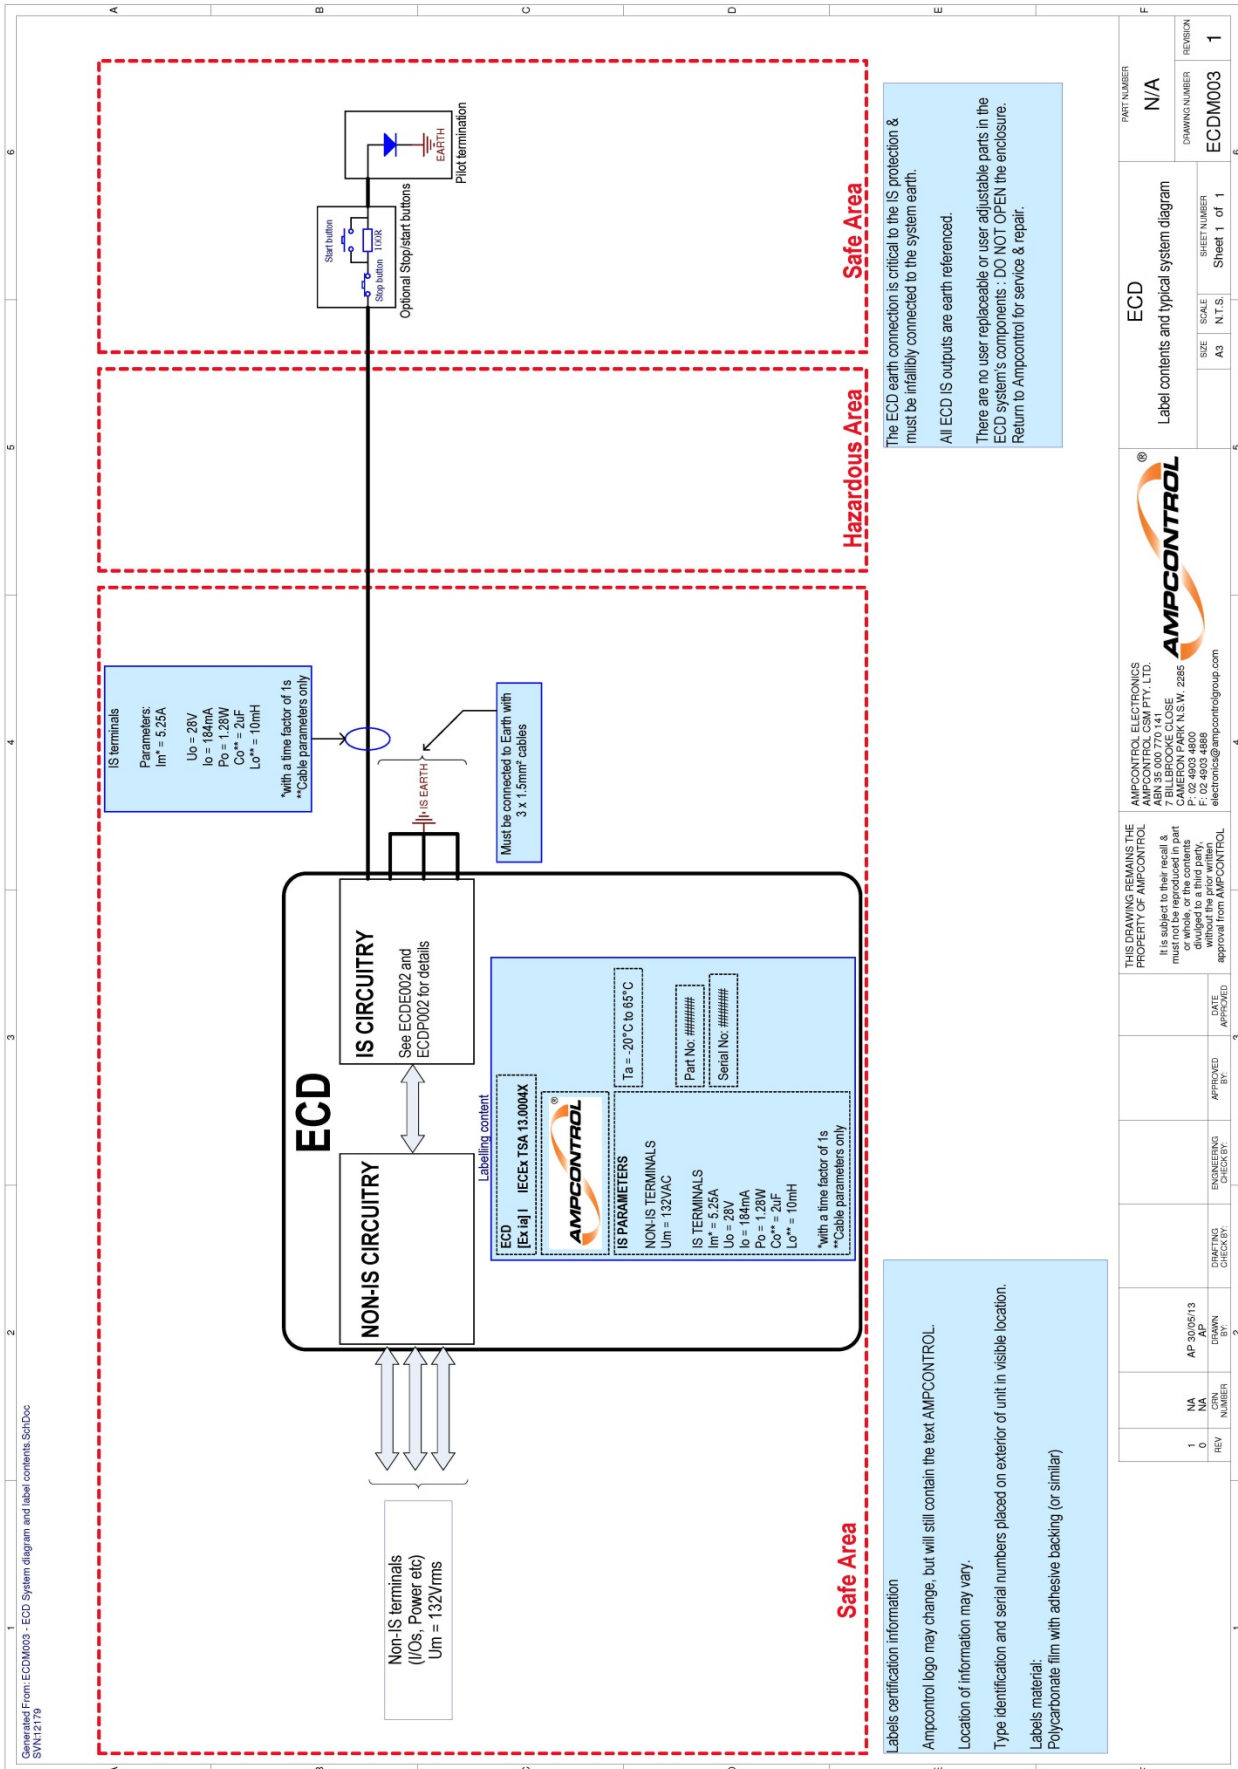 Generated From: ECDM003 - ECD System diagram and label contents.SchDoc
SVN:12179
1
2
3
4
5
6
A
B
C
D
E
F
Non-IS terminals
(I/Os, Power etc)
Um = 132Vrms
ECD
NON-IS CIRCUITRY
IS CIRCUITRY
See ECDE002 and
ECDP002 for details
IS terminals
Parameters:
Im* = 5.25A
Uo = 28V
Io = 184mA
Po = 1.28W
Co** = 2uF
Lo** = 10mH
*with a time factor of 1s
**Cable parameters only
IS EARTH
Must be connected to Earth with
3 x 1.5mm² cables
Start button
Stop button
100R
Optional Stop/start buttons
EARTH
Pilot termination
Labelling content
ECD
[Ex ia] I IECEx TSA 13.0004X
AMPCONTROL ®
IS PARAMETERS
NON-IS TERMINALS
Um = 132VAC
IS TERMINALS
Im* = 5.25A
Uo = 28V
Io = 184mA
Po = 1.28W
Co** = 2uF
Lo** = 10mH
*with a time factor of 1s
**Cable parameters only
Ta = -20°C to 65°C
Part No: #######
Serial No: #######
Safe Area
Hazardous Area
Safe Area
Labels certification information
Ampcontrol logo may change, but will still contain the text AMPCONTROL.
Location of information may vary.
Type identification and serial numbers placed on exterior of unit in visible location.
Labels material:
Polycarbonate film with adhesive backing (or similar)
The ECD earth connection is critical to the IS protection &
must be infallibly connected to the system earth.
All ECD IS outputs are earth referenced.
There are no user replaceable or user adjustable parts in the
ECD system's components : DO NOT OPEN the enclosure.
Return to Ampcontrol for service & repair.
1 NA AP 30/05/13
0 NA AP
REV
CRN NUMBER
DRAWN BY:
DRAFTING CHECK BY:
ENGINEERING CHECK BY:
APPROVED BY:
DATE APPROVED
THIS DRAWING REMAINS THE
PROPERTY OF AMPCONTROL
It is subject to their recall &
must not be reproduced in part
or whole, or the contents
divulged to a third party,
without the prior written
approval from AMPCONTROL
AMPCONTROL ELECTRONICS
AMPCONTROL CSM PTY. LTD.
ABN 35 000 770 141
7 BILLBROOKE CLOSE
CAMERON PARK N.S.W. 2285
P: 02 4903 4800
F: 02 4903 4888
electronics@ampcontrolgroup.com
AMPCONTROL ®
ECD
Label contents and typical system diagram
SIZE
A3
SCALE
N.T.S.
SHEET NUMBER
Sheet 1 of 1
PART NUMBER
N/A
DRAWING NUMBER
ECDM003
REVISION
1
1
2
3
4
5
6